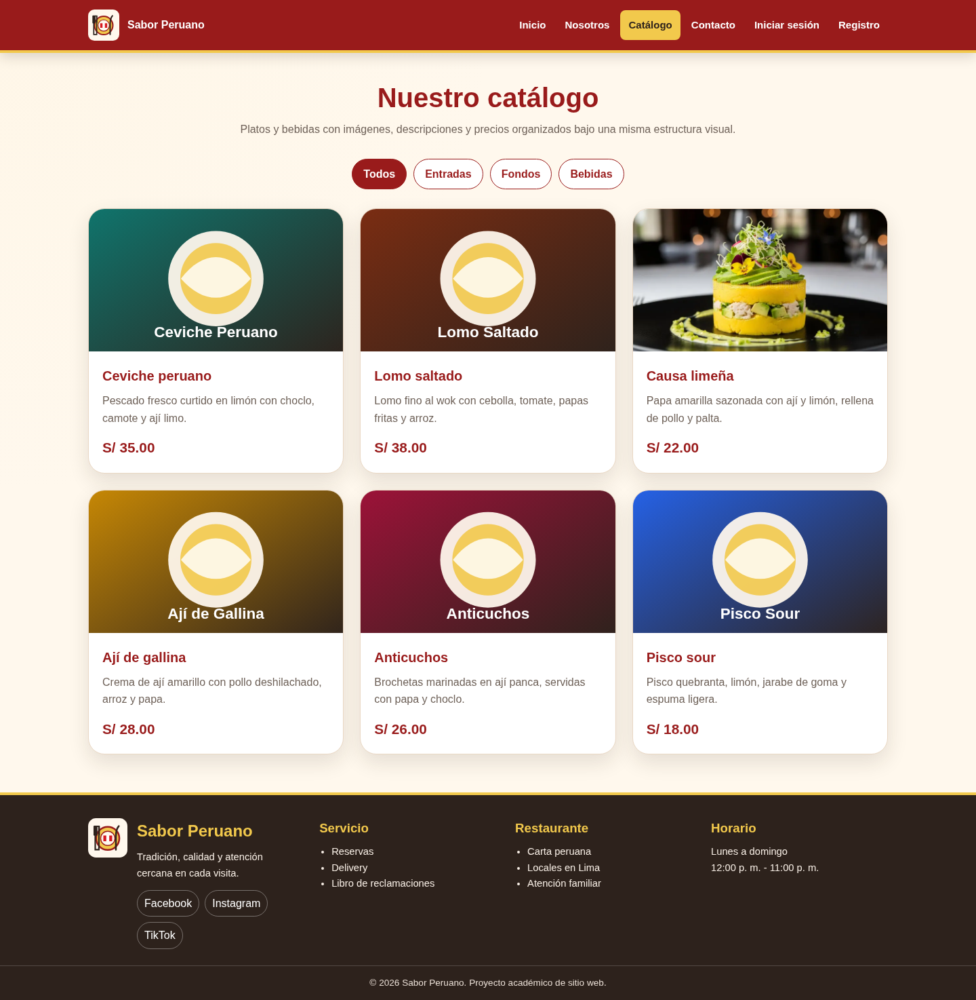 Sabor Peruano
Inicio
Nosotros
Catálogo
Contacto
Iniciar sesión
Registro
Nuestro catálogo
Platos y bebidas con imágenes, descripciones y precios organizados bajo una misma estructura visual.
Todos
Entradas
Fondos
Bebidas
Ceviche Peruano
Ceviche peruano
Pescado fresco curtido en limón con choclo,
camote y ají limo.
S/ 35.00
Lomo Saltado
Lomo saltado
Lomo fino al wok con cebolla, tomate, papas
fritas y arroz.
S/ 38.00
Causa limeña
Papa amarilla sazonada con ají y limón, rellena
de pollo y palta.
S/ 22.00
Ají de Gallina
Ají de gallina
Crema de ají amarillo con pollo deshilachado,
arroz y papa.
S/ 28.00
Anticuchos
Anticuchos
Brochetas marinadas en ají panca, servidas
con papa y choclo.
S/ 26.00
Pisco Sour
Pisco sour
Pisco quebranta, limón, jarabe de goma y
espuma ligera.
S/ 18.00
Sabor Peruano
Tradición, calidad y atención
cercana en cada visita.
Facebook
Instagram
TikTok
Servicio
Reservas
Delivery
Libro de reclamaciones
Restaurante
Carta peruana
Locales en Lima
Atención familiar
Horario
Lunes a domingo
12:00 p. m. - 11:00 p. m.
© 2026 Sabor Peruano. Proyecto académico de sitio web.